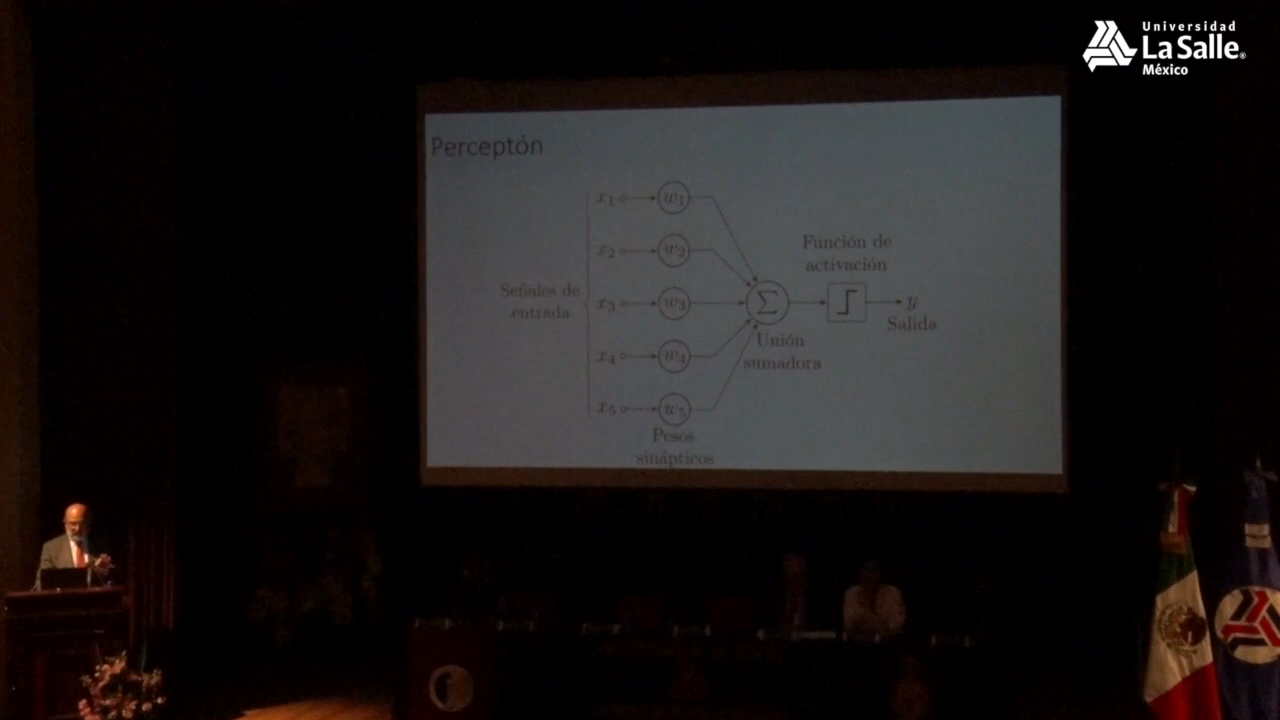 Universidad
La Salle®
México
Perceptón
x1 w1
x2 w2
x3 w3
x4 w4
x5 w5
Señales de
entrada
Pesos
sinápticos
Σ
Unión
sumadora
Función de
activación
y
Salida